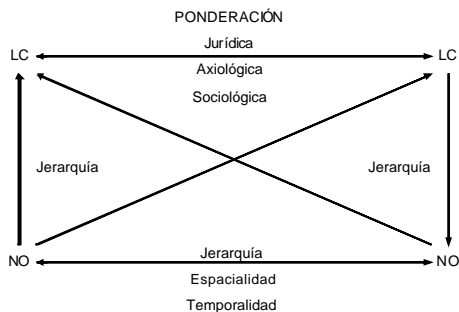 PONDERACIÓN
Jurídica
LC LC
Axiológica
Sociológica
Jerarquía Jerarquía
Jerarquía
NO NO
Espacialidad
Temporalidad